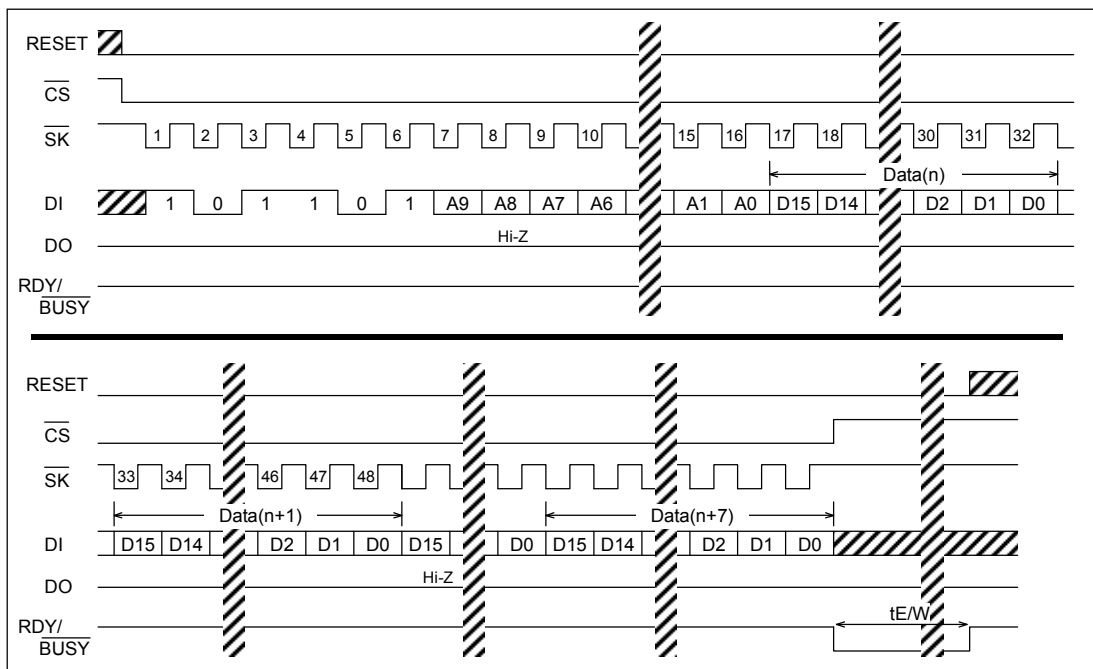 RESET
CS
SK 1 2 3 4 5 6 7 8 9 10 15 16 17 18 30 31 32
Data(n)
DI 1 0 1 1 0 1 A9 A8 A7 A6 A1 A0 D15 D14 D2 D1 D0
Hi-Z
DO
RDY/
BUSY
RESET
CS
SK 33 34 46 47 48
Data(n+1) Data(n+7)
DI D15 D14 D2 D1 D0 D15 D0 D15 D14 D2 D1 D0
Hi-Z
DO
tE/W
RDY/
BUSY